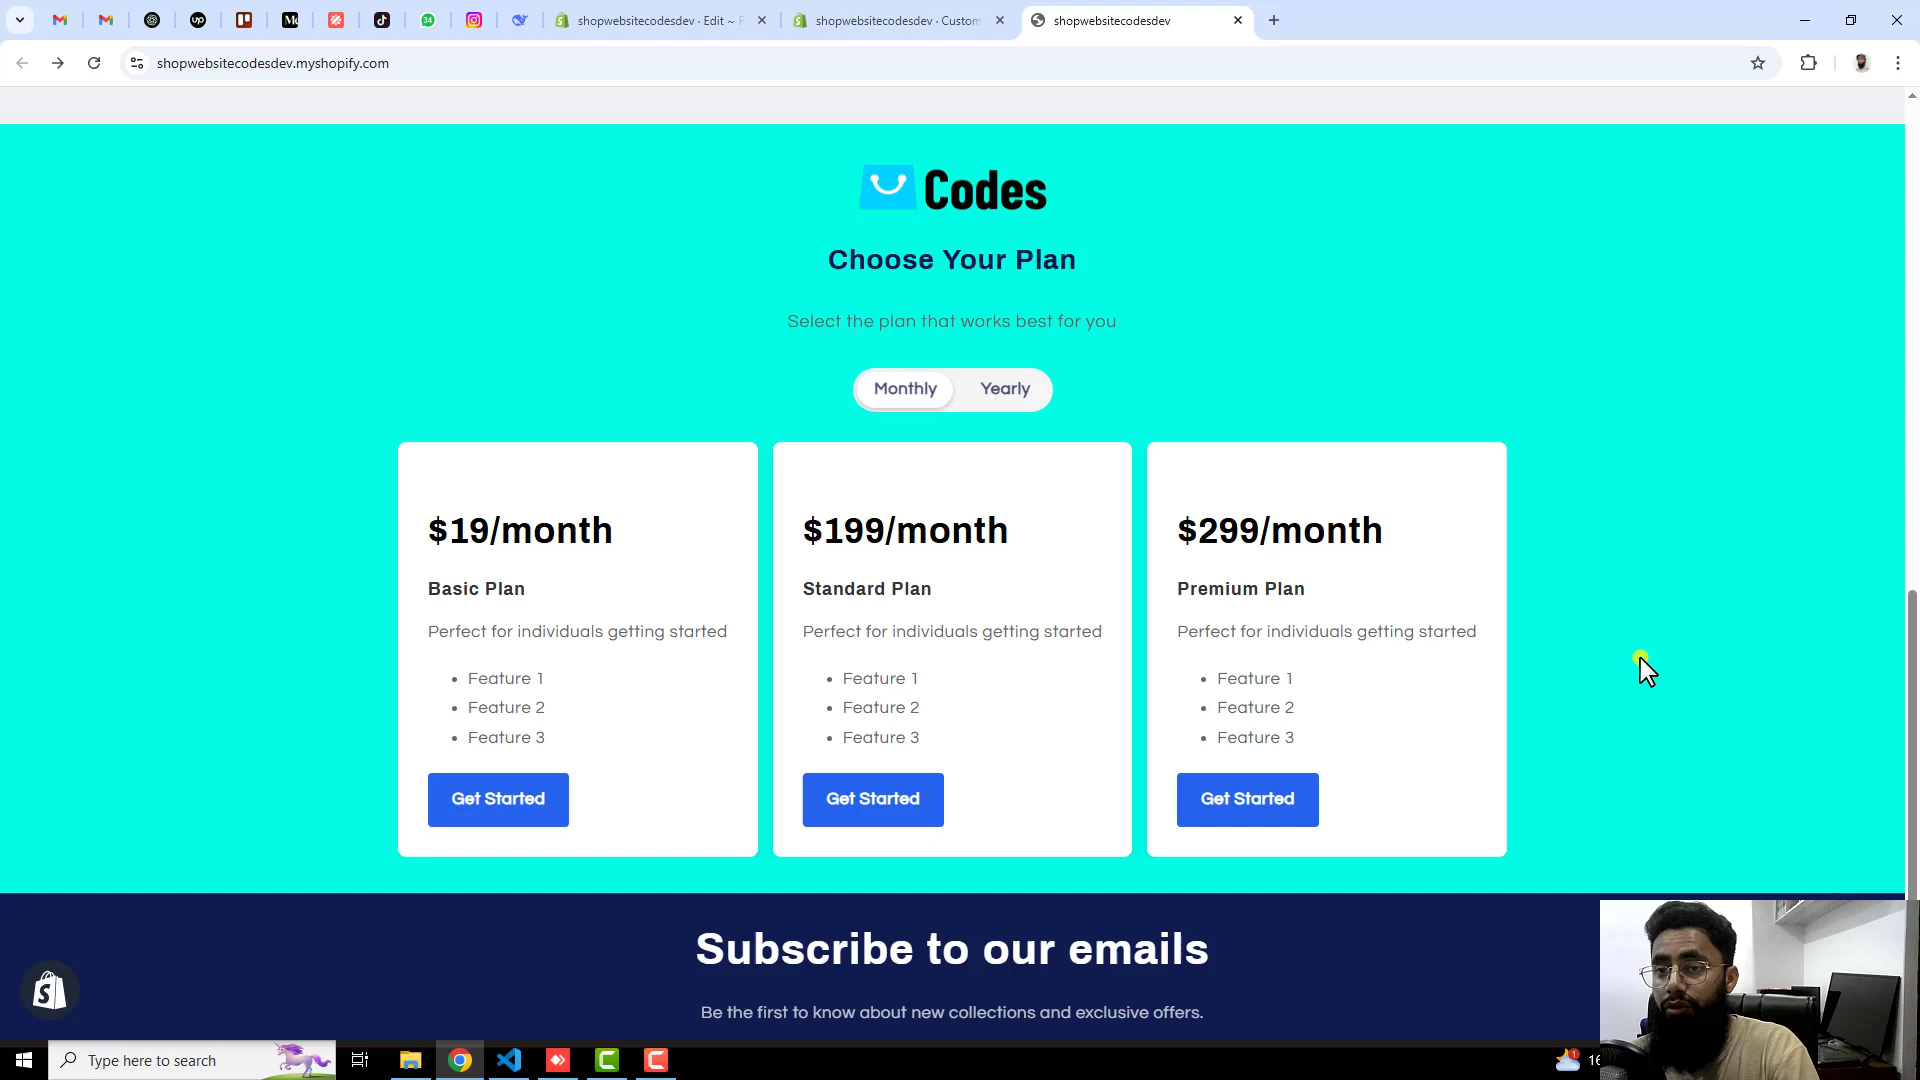 shopwebsitecodesdev · Edit ~ R
shopwebsitecodesdev · Custom
shopwebsitecodesdev
shopwebsitecodesdev.myshopify.com
Codes
Choose Your Plan
Select the plan that works best for you
Monthly
Yearly
$19/month
Basic Plan
Perfect for individuals getting started
Feature 1
Feature 2
Feature 3
Get Started
$199/month
Standard Plan
Perfect for individuals getting started
Feature 1
Feature 2
Feature 3
Get Started
$299/month
Premium Plan
Perfect for individuals getting started
Feature 1
Feature 2
Feature 3
Get Started
Subscribe to our emails
Be the first to know about new collections and exclusive offers.
Type here to search